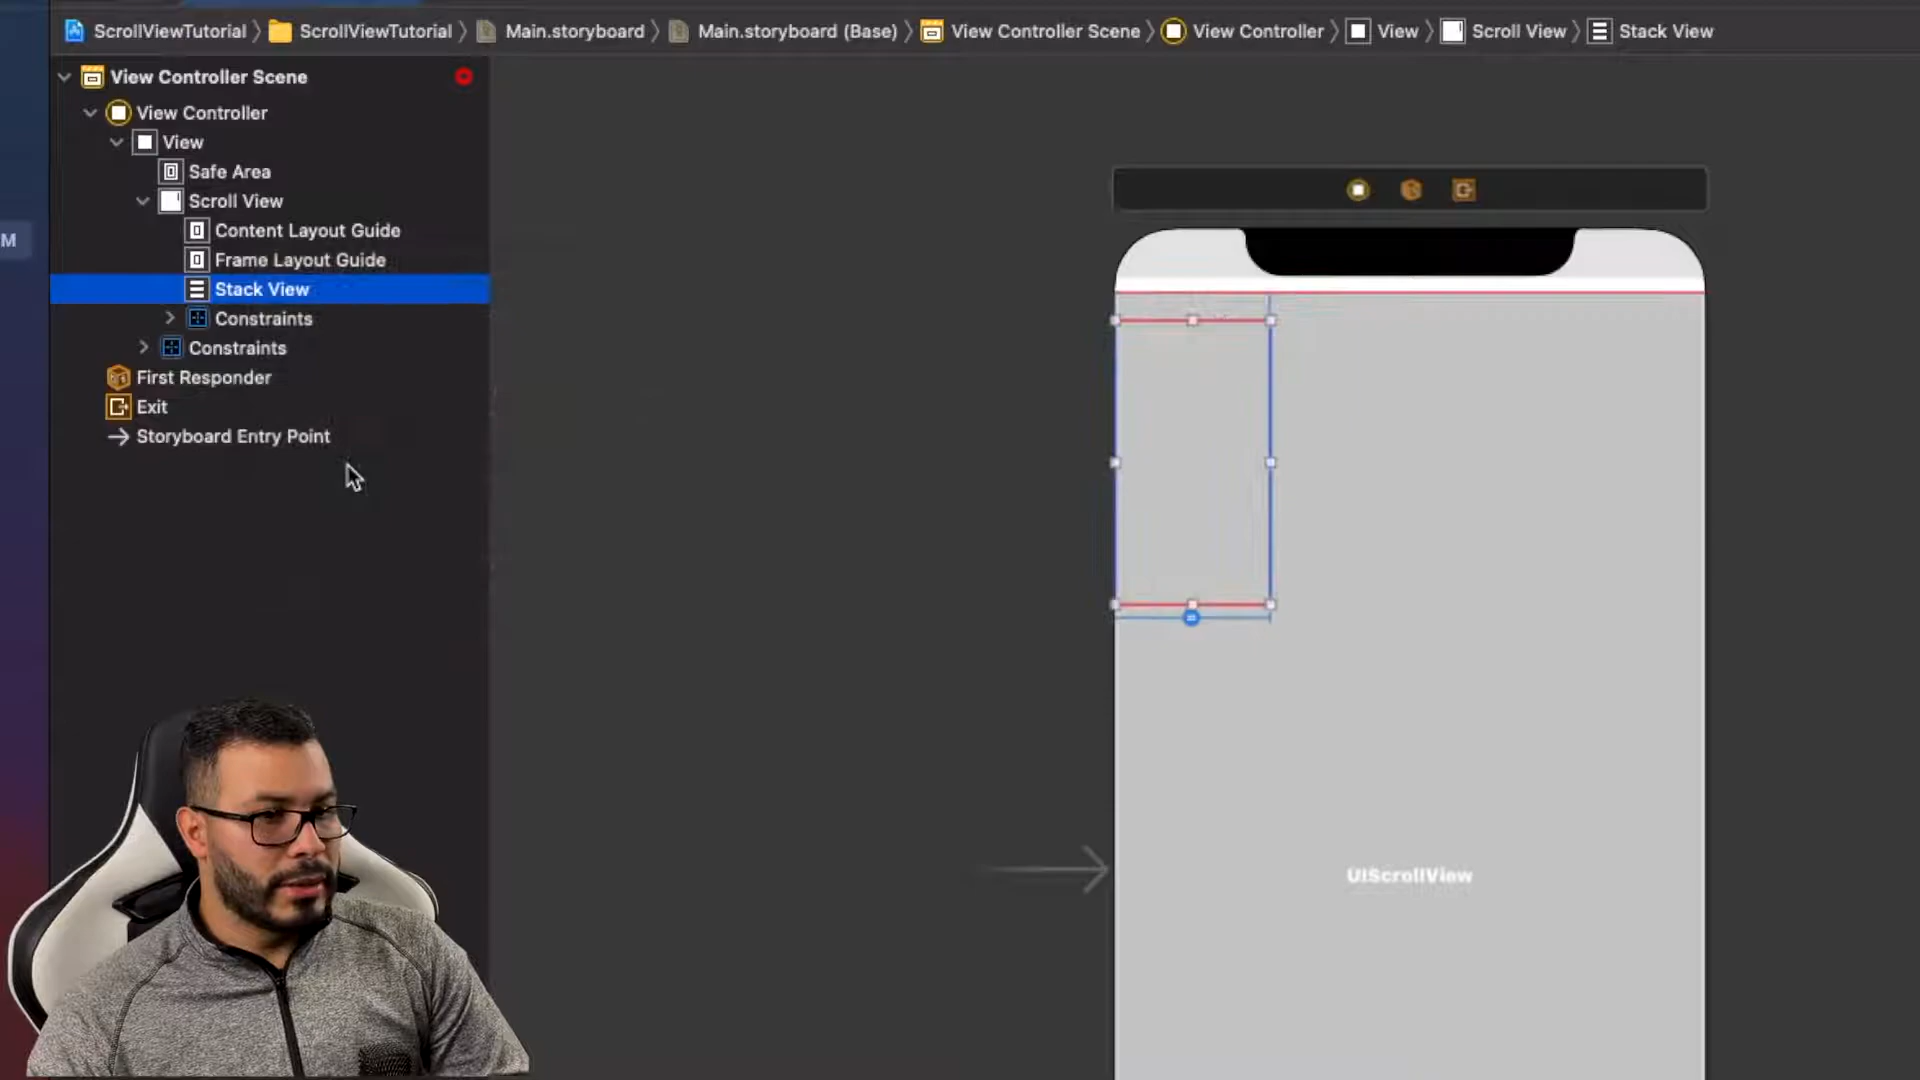 ScrollViewTutorial
ScrollViewTutorial
Main.storyboard
Main.storyboard (Base)
View Controller Scene
View Controller
View
Scroll View
Stack View
View Controller Scene
View Controller
View
Safe Area
Scroll View
Content Layout Guide
M
Frame Layout Guide
Stack View
Constraints
Constraints
First Responder
Exit
Storyboard Entry Point
UIScrollView